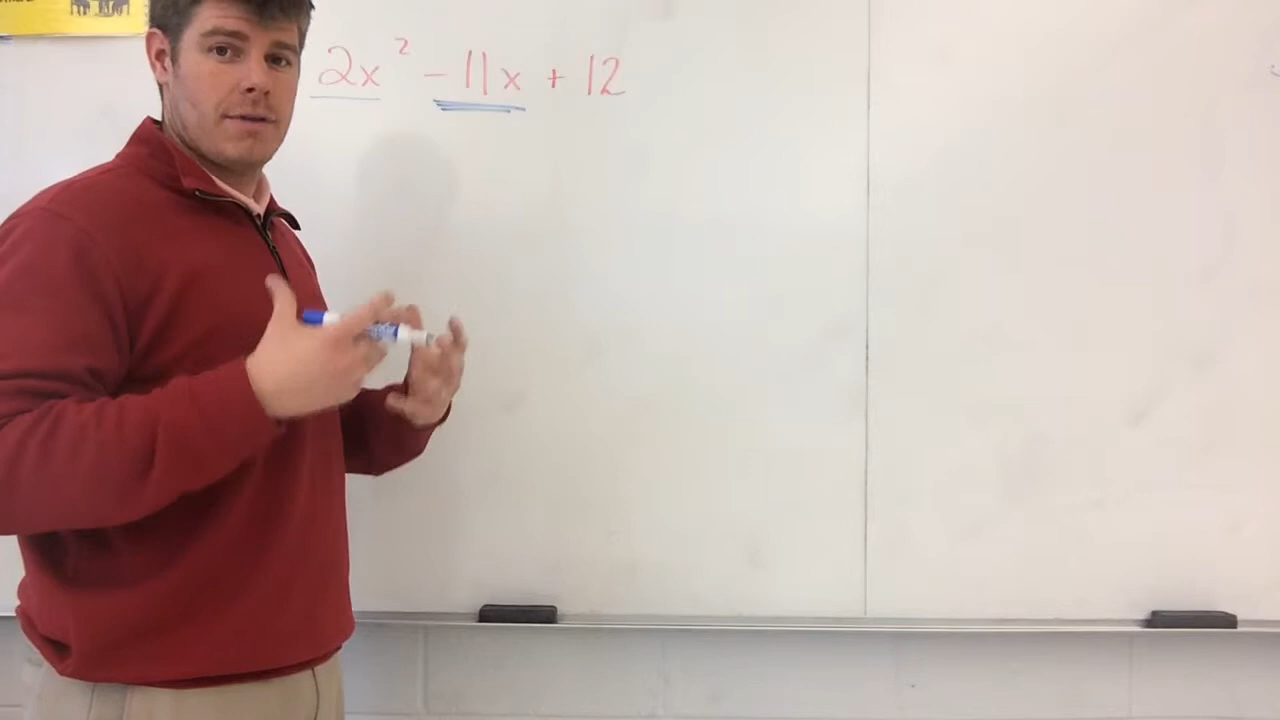 2x² - 11x + 12